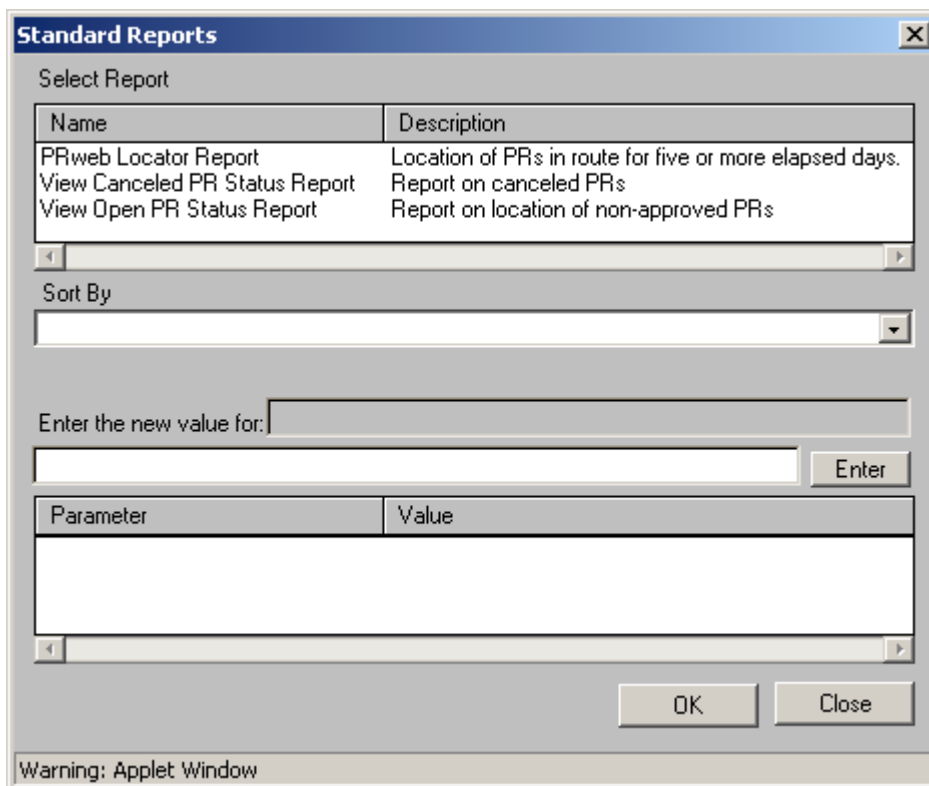 Standard Reports
Select Report
Name Description
PRweb Locator Report Location of PRs in route for five or more elapsed days.
View Canceled PR Status Report Report on canceled PRs
View Open PR Status Report Report on location of non-approved PRs
Sort By
Enter the new value for:
Enter
Parameter Value
OK Close
Warning: Applet Window